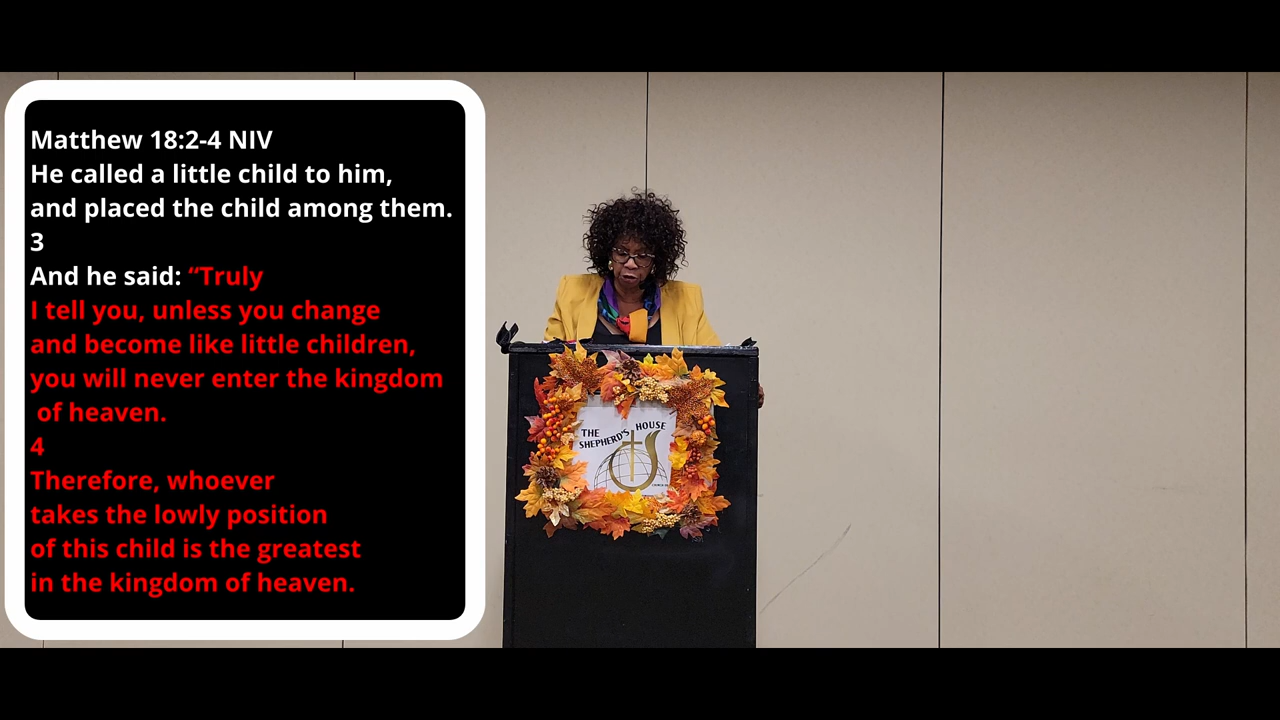 Matthew 18:2-4 NIV
He called a little child to him,
and placed the child among them.
3
And he said: “Truly
I tell you, unless you change
and become like little children,
you will never enter the kingdom
of heaven.
4
Therefore, whoever
takes the lowly position
of this child is the greatest
in the kingdom of heaven.
THE
SHEPHERD'S HOUSE